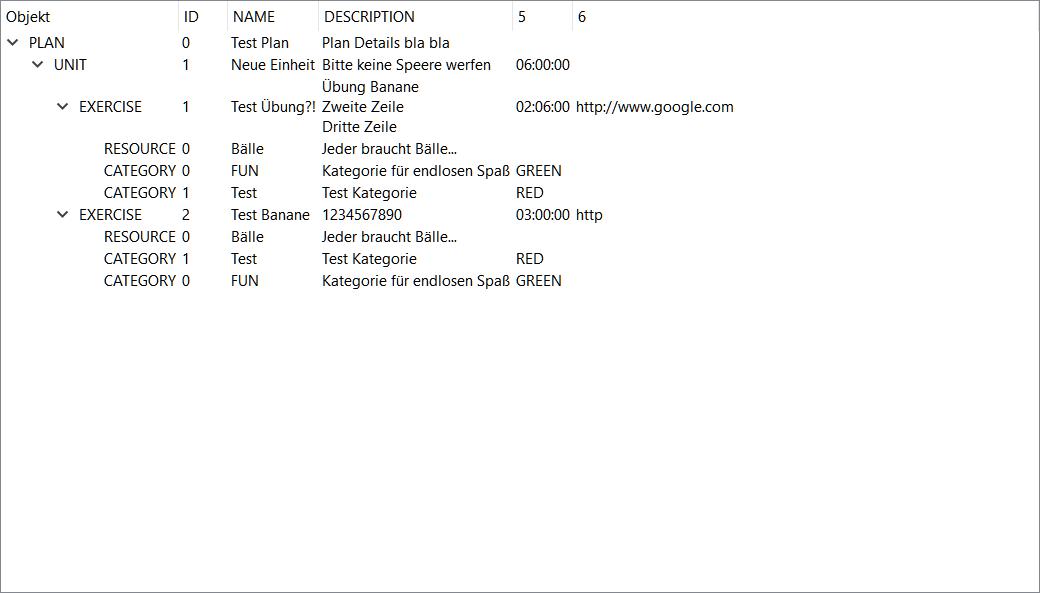 Objekt ID NAME DESCRIPTION 5 6
PLAN 0 Test Plan Plan Details bla bla
UNIT 1 Neue Einheit Bitte keine Speere werfen 06:00:00
Übung Banane
EXERCISE 1 Test Übung?! Zweite Zeile 02:06:00 http://www.google.com
Dritte Zeile
RESOURCE 0 Bälle Jeder braucht Bälle...
CATEGORY 0 FUN Kategorie für endlosen Spaß GREEN
CATEGORY 1 Test Test Kategorie RED
EXERCISE 2 Test Banane 1234567890 03:00:00 http
RESOURCE 0 Bälle Jeder braucht Bälle...
CATEGORY 1 Test Test Kategorie RED
CATEGORY 0 FUN Kategorie für endlosen Spaß GREEN